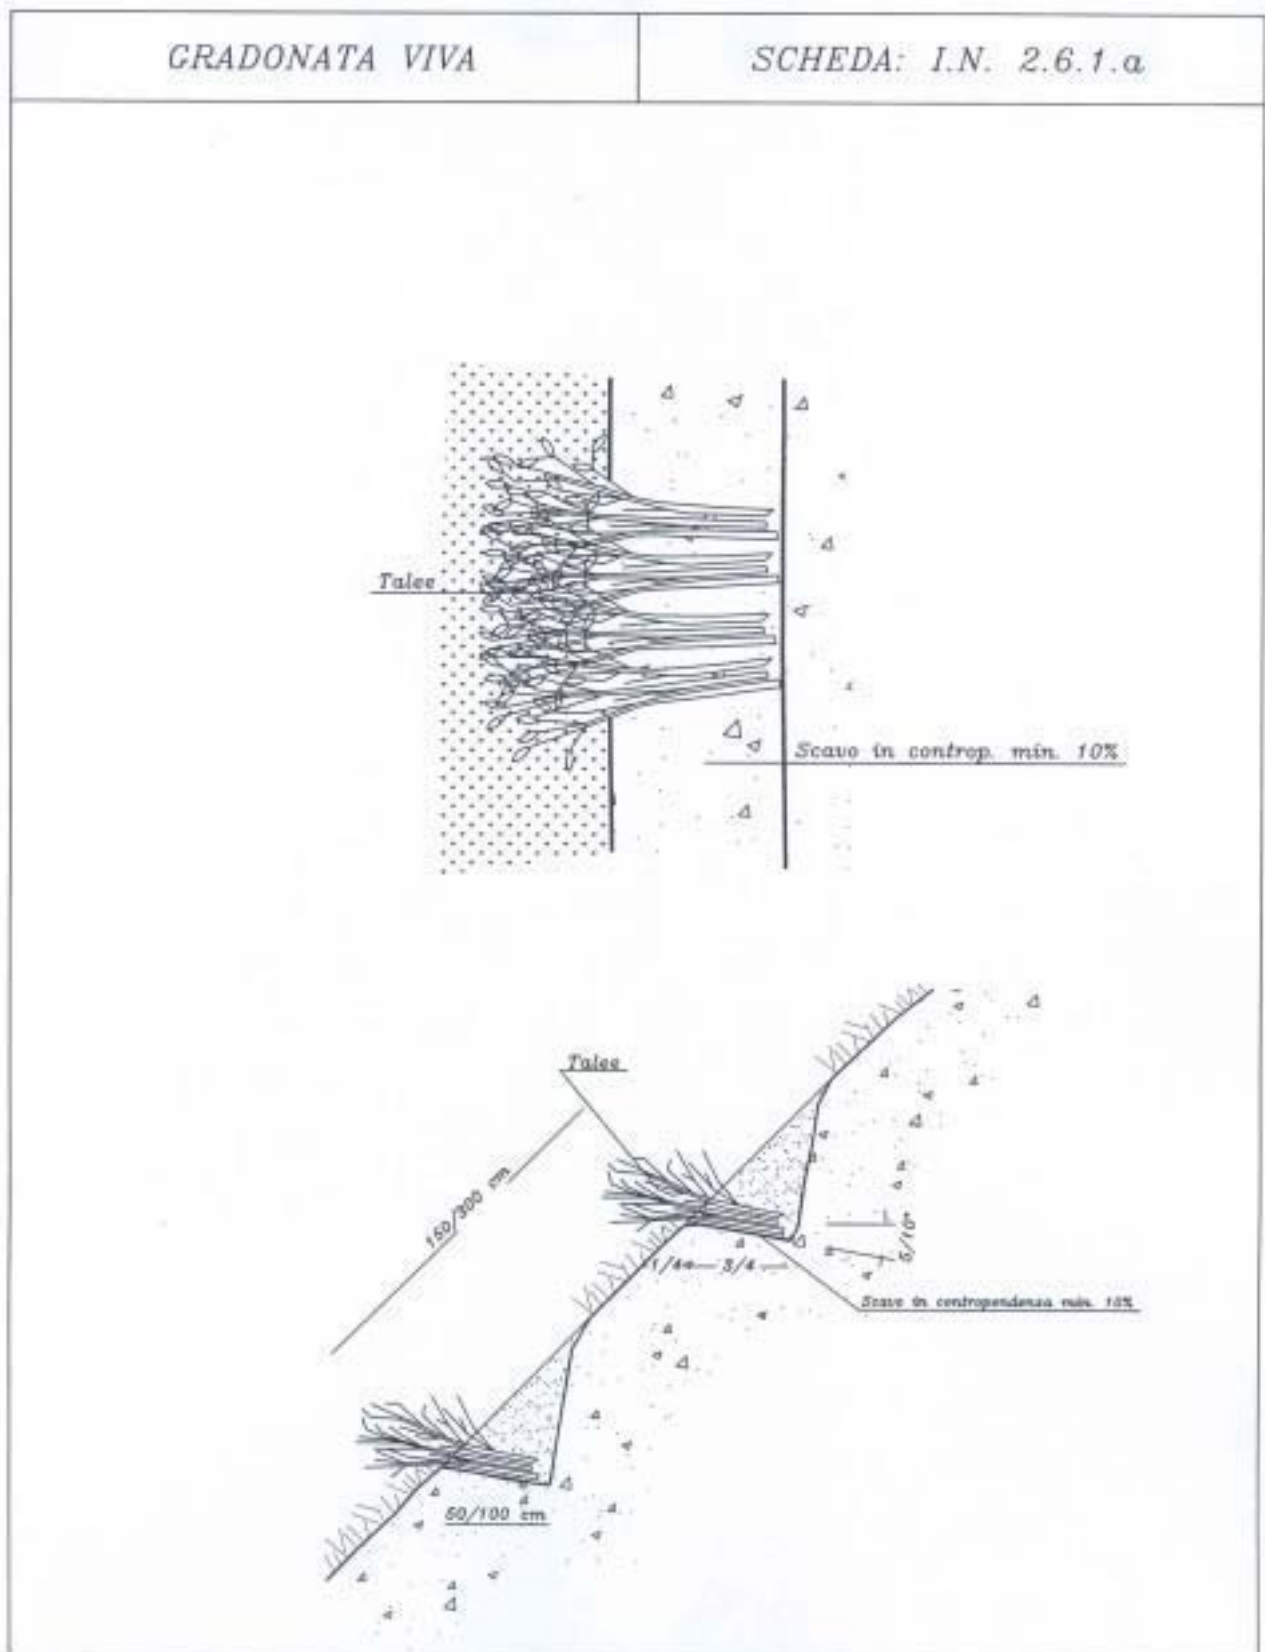 GRADONATA VIVA
SCHEDA: I.N. 2.6.1.a
Talee
Scavo in controp. min. 10%
Talee
150/300 cm
5/10°
1/4
3/4
Scavo in contropendenza min. 10%
50/100 cm